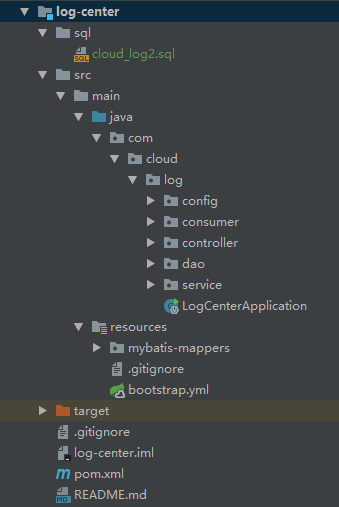 log-center
sql
cloud_log2.sql
src
main
java
com
cloud
log
config
consumer
controller
dao
service
LogCenterApplication
resources
mybatis-mappers
.gitignore
bootstrap.yml
target
.gitignore
log-center.iml
pom.xml
README.md